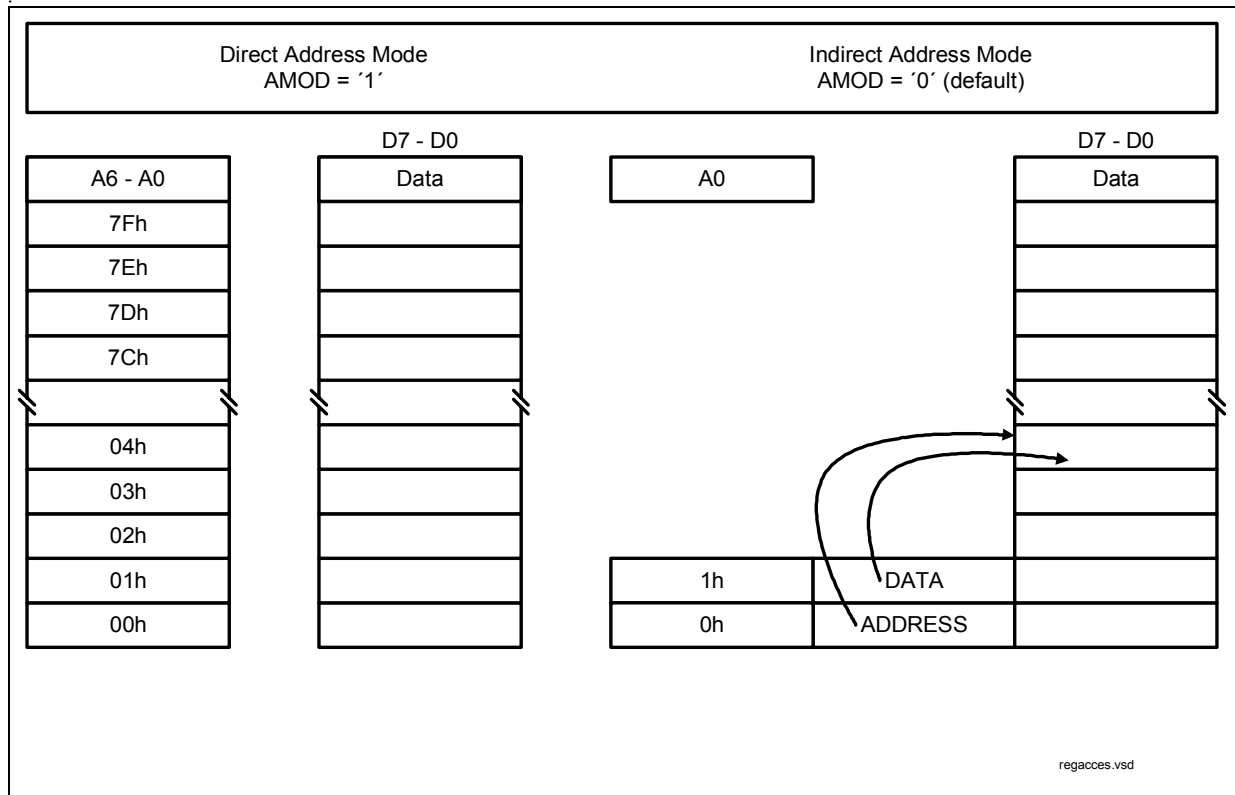 Direct Address Mode
AMOD = ´1´
Indirect Address Mode
AMOD = ´0´ (default)
D7 - D0
D7 - D0
A6 - A0
Data
A0
Data
7Fh
7Eh
7Dh
7Ch
04h
03h
02h
01h
1h
DATA
00h
0h
ADDRESS
regacces.vsd